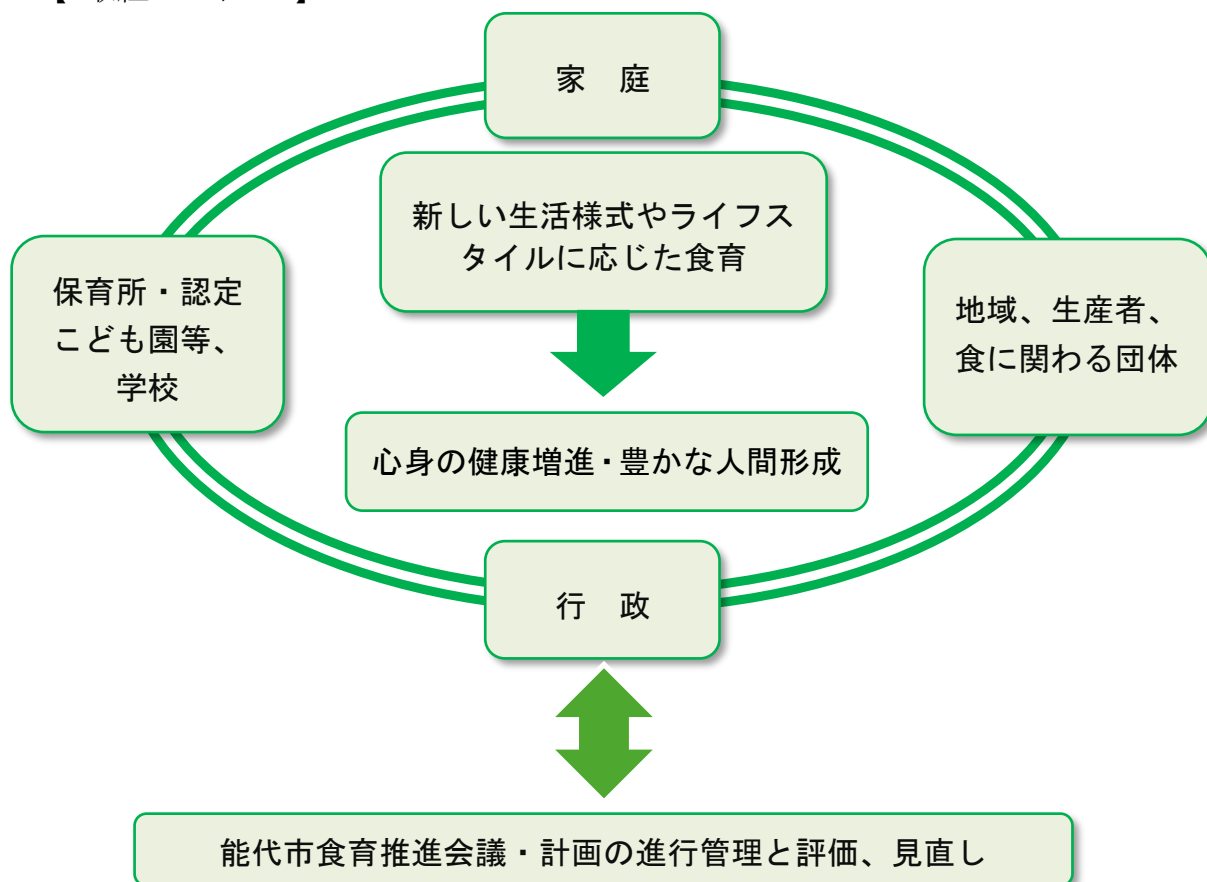 家　庭
新しい生活様式やライフス
タイルに応じた食育
保育所・認定
こども園等、
学校
地域、生産者、
食に関わる団体
心身の健康増進・豊かな人間形成
行　政
能代市食育推進会議・計画の進行管理と評価、見直し